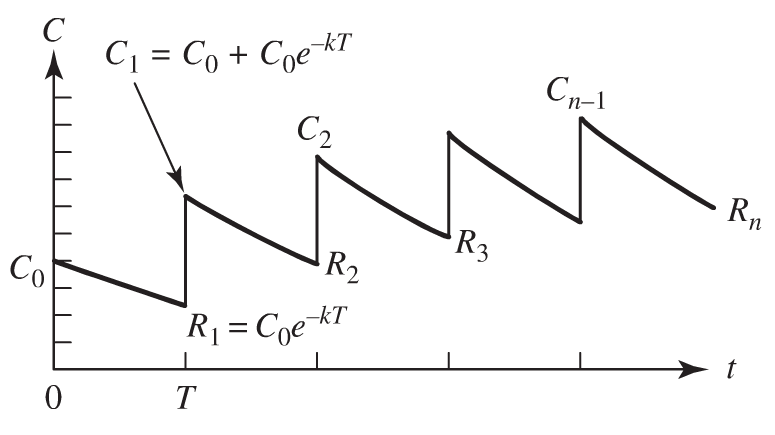 C
C₁ = C₀ + C₀e⁻ᵏᵀ
Cₙ₋₁
C₂
Rₙ
C₀
R₂
R₃
R₁ = C₀e⁻ᵏᵀ
t
0
T